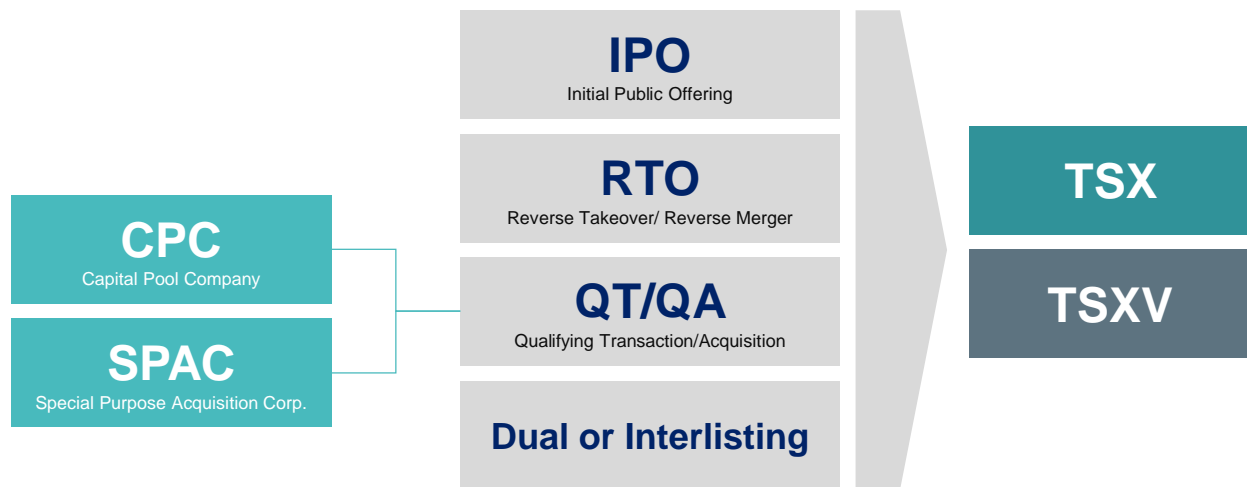 CPC
Capital Pool Company
SPAC
Special Purpose Acquisition Corp.
IPO
Initial Public Offering
RTO
Reverse Takeover/ Reverse Merger
QT/QA
Qualifying Transaction/Acquisition
Dual or Interlisting
TSX
TSXV